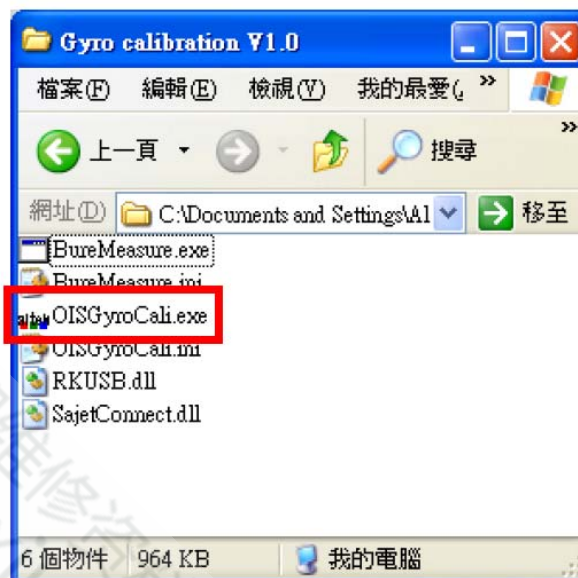 Gyro calibration V1.0
檔案(F) 編輯(E) 檢視(V) 我的最愛( »
上一頁 搜尋 »
網址(D) C:\Documents and Settings\Al 移至
BureMeasure.exe
BureMeasure.ini
OISGyroCali.exe
OISGyroCali.ini
RKUSB.dll
SajetConnect.dll
6 個物件 964 KB 我的電腦